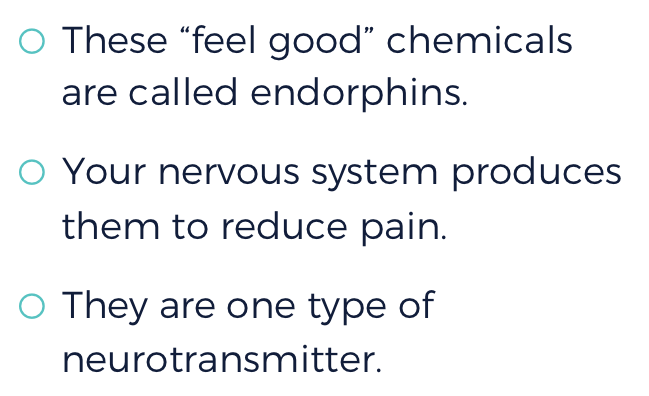 These “feel good” chemicals
are called endorphins.
Your nervous system produces
them to reduce pain.
They are one type of
neurotransmitter.